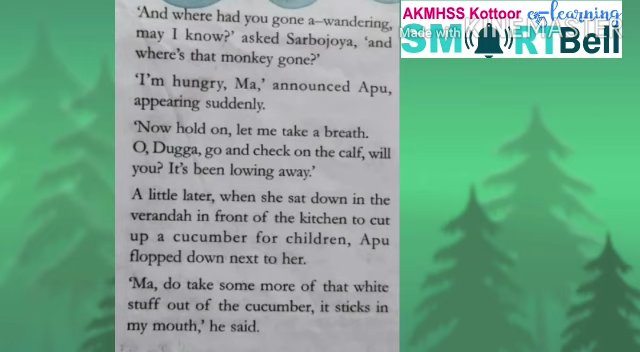 AKMHSS Kottoor e-learning
Made with KINEMASTER
SMARTBell
'And where had you gone a–wandering,
may I know?' asked Sarbojoya, 'and
where's that monkey gone?'
'I'm hungry, Ma,' announced Apu,
appearing suddenly.
'Now hold on, let me take a breath.
O, Dugga, go and check on the calf, will
you? It's been lowing away.'
A little later, when she sat down in the
verandah in front of the kitchen to cut
up a cucumber for children, Apu
flopped down next to her.
'Ma, do take some more of that white
stuff out of the cucumber, it sticks in
my mouth,' he said.